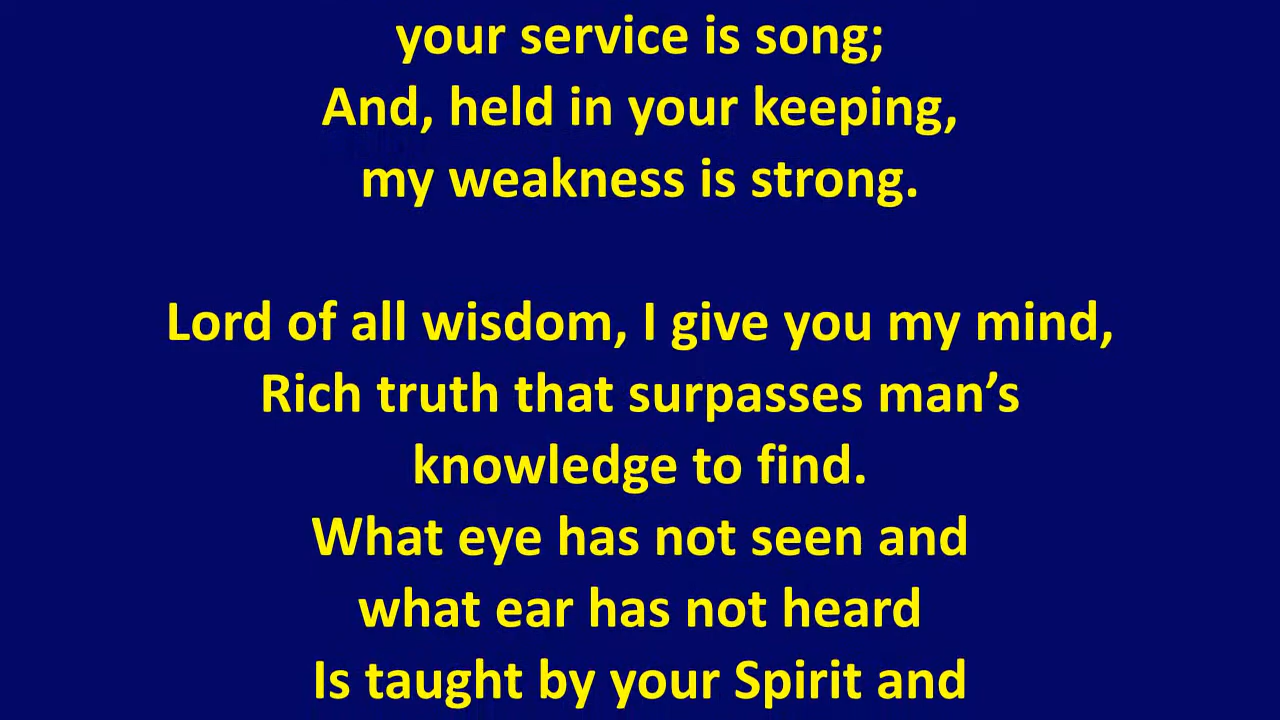 your service is song;
And, held in your keeping,
my weakness is strong.
Lord of all wisdom, I give you my mind,
Rich truth that surpasses man’s
knowledge to find.
What eye has not seen and
what ear has not heard
Is taught by your Spirit and